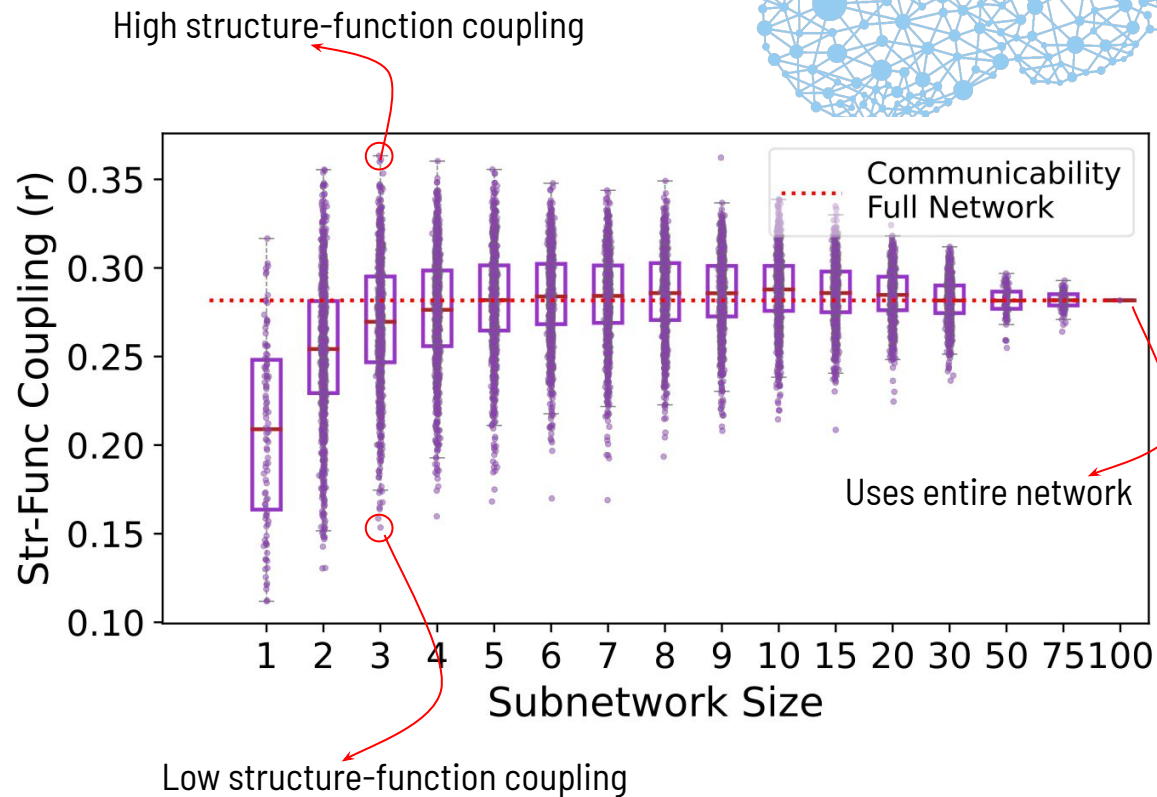 High structure-function coupling
Communicability
Full Network
Str-Func Coupling (r)
0.35
0.30
0.25
0.20
0.15
0.10
Uses entire network
1 2 3 4 5 6 7 8 9 10 15 20 30 50 75 100
Subnetwork Size
Low structure-function coupling